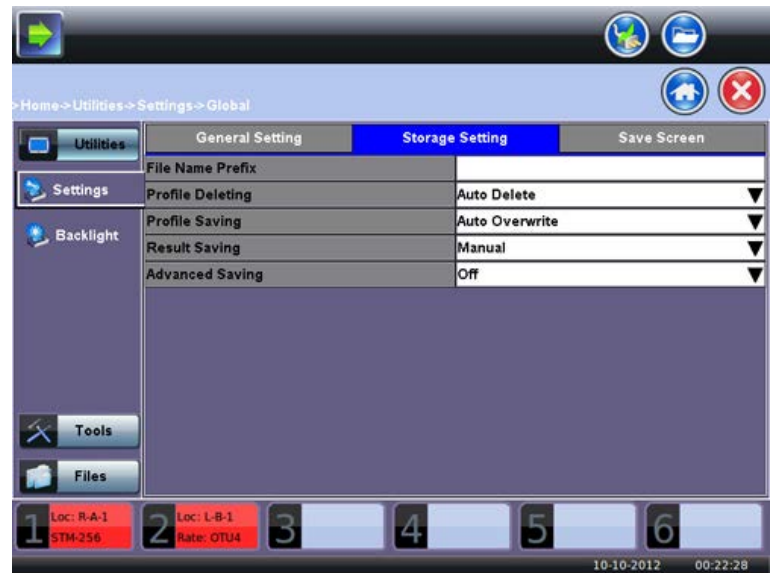 >Home->Utilities->Settings->Global
Utilities
General Setting
Storage Setting
Save Screen
File Name Prefix
Settings
Profile Deleting
Auto Delete
Profile Saving
Auto Overwrite
Backlight
Result Saving
Manual
Advanced Saving
Off
Tools
Files
1
Loc: R-A-1
STM-256
2
Loc: L-B-1
Rate: OTU4
3
4
5
6
10-10-2012 00:22:28